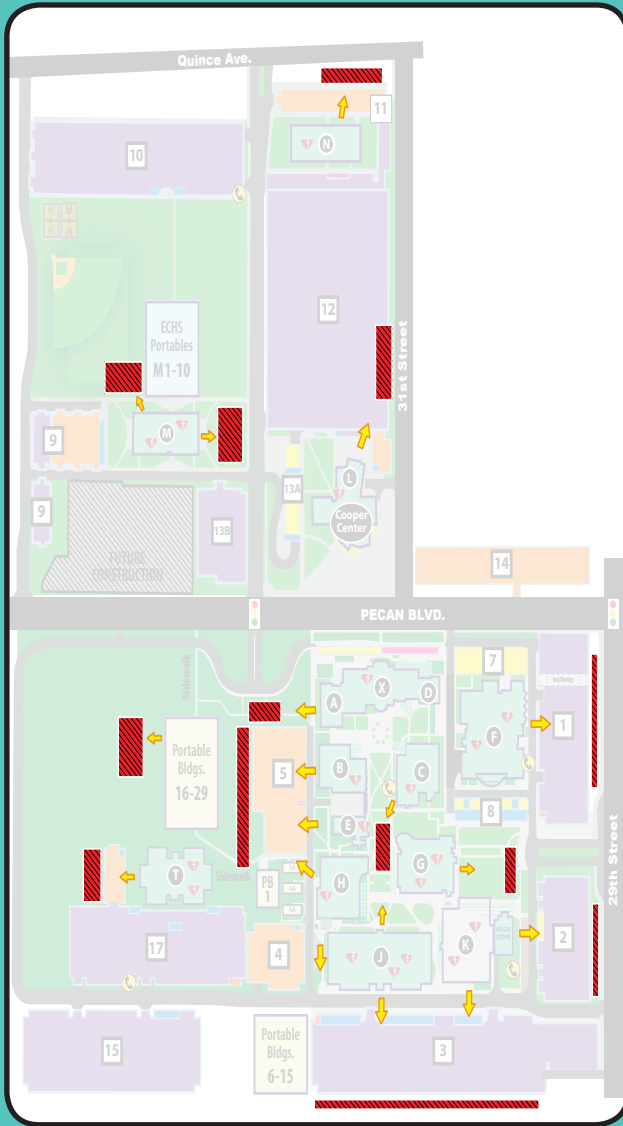 Quince Ave.
11
N
10
12
ECHS
Portables
M1-10
31st Street
M
9
L
13A
Cooper
Center
9
13B
FUTURE
CONSTRUCTION
14
PECAN BLVD.
Sidewalk
7
X
D
A
F
1
Portable
Bldgs.
16-29
5
B
C
8
E
G
29th Street
T
Sidewalk
PB
1
H
17
4
J
K
BOOK
STORE
2
15
Portable
Bldgs.
6-15
3